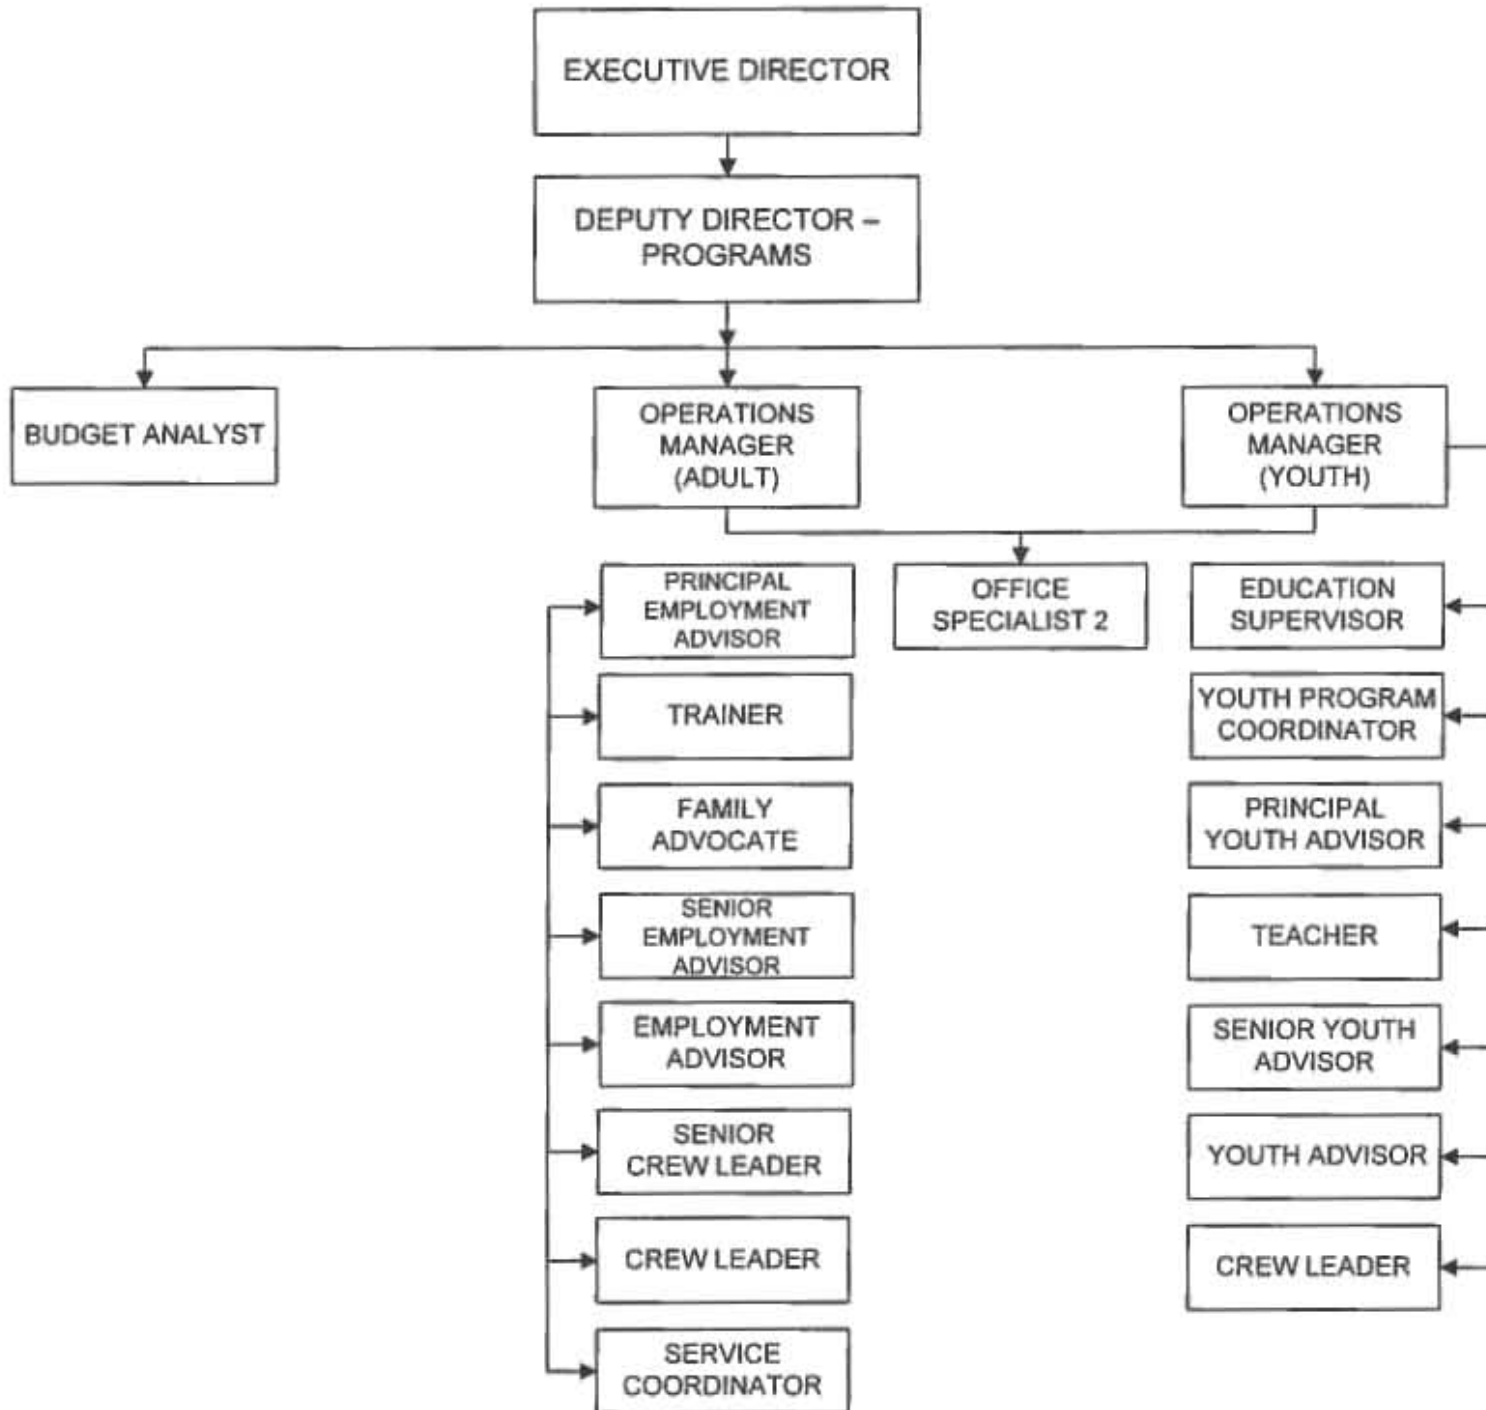 EXECUTIVE DIRECTOR
DEPUTY DIRECTOR –
PROGRAMS
BUDGET ANALYST
OPERATIONS
MANAGER
(ADULT)
OPERATIONS
MANAGER
(YOUTH)
PRINCIPAL
EMPLOYMENT
ADVISOR
OFFICE
SPECIALIST 2
EDUCATION
SUPERVISOR
TRAINER
YOUTH PROGRAM
COORDINATOR
FAMILY
ADVOCATE
PRINCIPAL
YOUTH ADVISOR
SENIOR
EMPLOYMENT
ADVISOR
TEACHER
EMPLOYMENT
ADVISOR
SENIOR YOUTH
ADVISOR
SENIOR
CREW LEADER
YOUTH ADVISOR
CREW LEADER
CREW LEADER
SERVICE
COORDINATOR